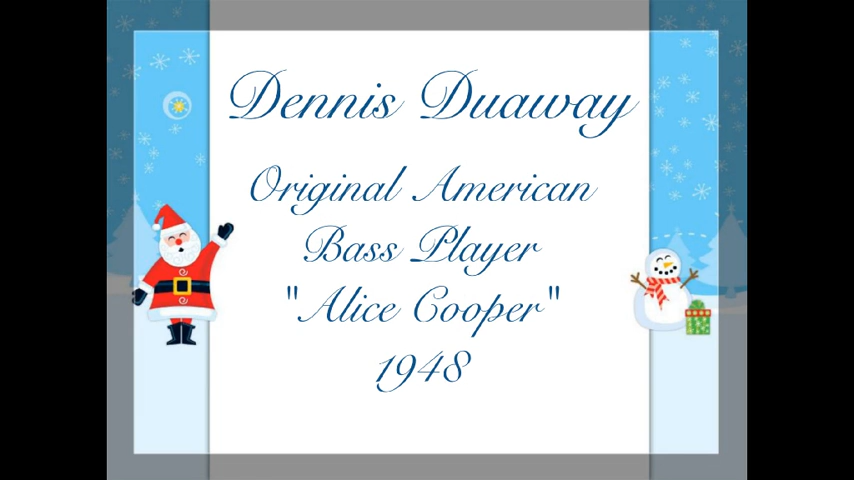 Dennis Duaway
Original American
Bass Player
"Alice Cooper"
1948